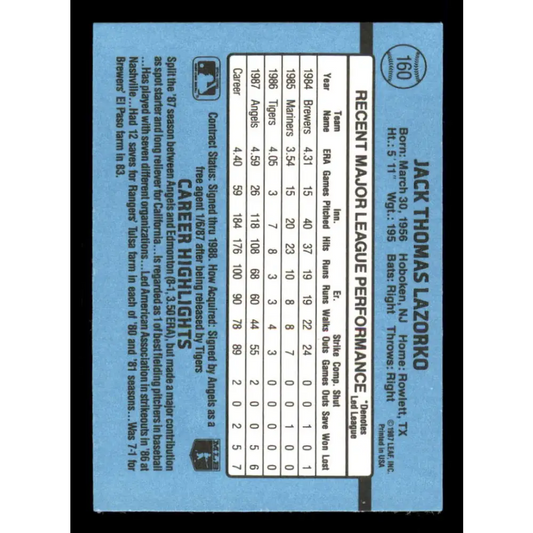 160
JACK THOMAS LAZORKO
Born: March 30, 1956 Hoboken, NJ Home: Rowlett, TX
Ht.: 5' 11" Wgt.: 195 Bats: Right Throws: Right
© 1987 LEAF, INC.
Printed in USA
RECENT MAJOR LEAGUE PERFORMANCE *Denotes Led League
Team Inn. Er. Strike Comp. Shut
Year Name ERA Games Pitched Hits Runs Runs Walks Outs Games Outs Save Won Lost
1984 Brewers 4.31 15 40 37 19 19 22 24 0 0 1 0 1
1985 Mariners 3.54 15 20 23 10 8 8 7 0 0 1 0 0
1986 Tigers 4.05 3 7 8 3 3 4 3 0 0 0 0 0
1987 Angels 4.59 26 118 108 68 60 44 55 2 0 0 5 6
Career 4.40 59 184 176 100 90 78 89 2 0 2 5 7
Contract Status: Signed thru 1988. How Acquired: Signed by Angels as a
free agent 1/6/87 after being released by Tigers
CAREER HIGHLIGHTS
Split the '87 season between Angels and Edmonton (8-1, 3.50 ERA), but made a major contribution
as spot starter and long reliever for California...is regarded as 1 of best fielding pitchers in baseball
...Has played with seven different organizations...Led American Association in strikeouts in '86 at
Nashville...Had 12 saves for Rangers' Tulsa farm in each of '80 and '81 seasons...Was 7-1 for
Brewers' El Paso farm in 83.